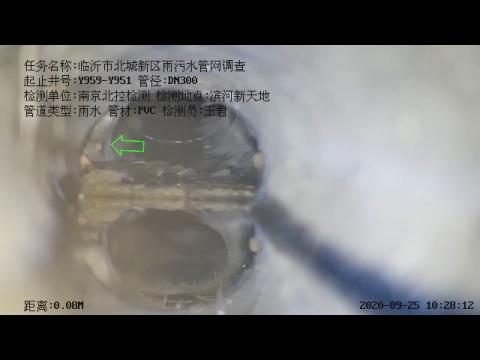 任务名称:临沂市北城新区雨污水管网调查
起止井号:Y959-Y951 管径:DN300
检测单位:南京北控检测 检测地点:滨河新天地
管道类型:雨水 管材:PVC 检测员:王君
距离:0.08M
2020-09-25 10:28:12